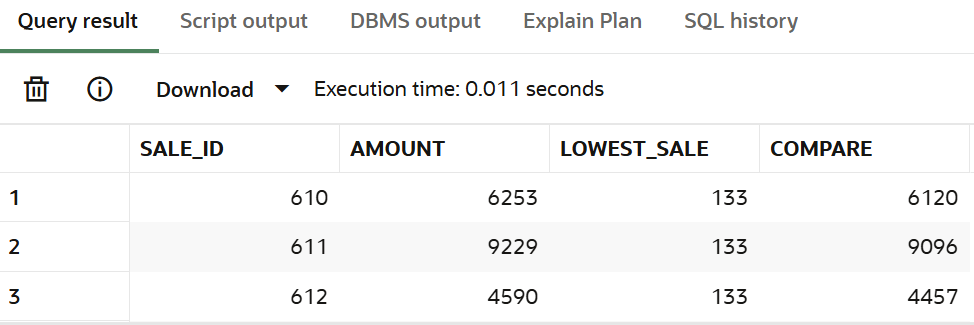 Query result Script output DBMS output Explain Plan SQL history
Download Execution time: 0.011 seconds
SALE_ID AMOUNT LOWEST_SALE COMPARE
1 610 6253 133 6120
2 611 9229 133 9096
3 612 4590 133 4457